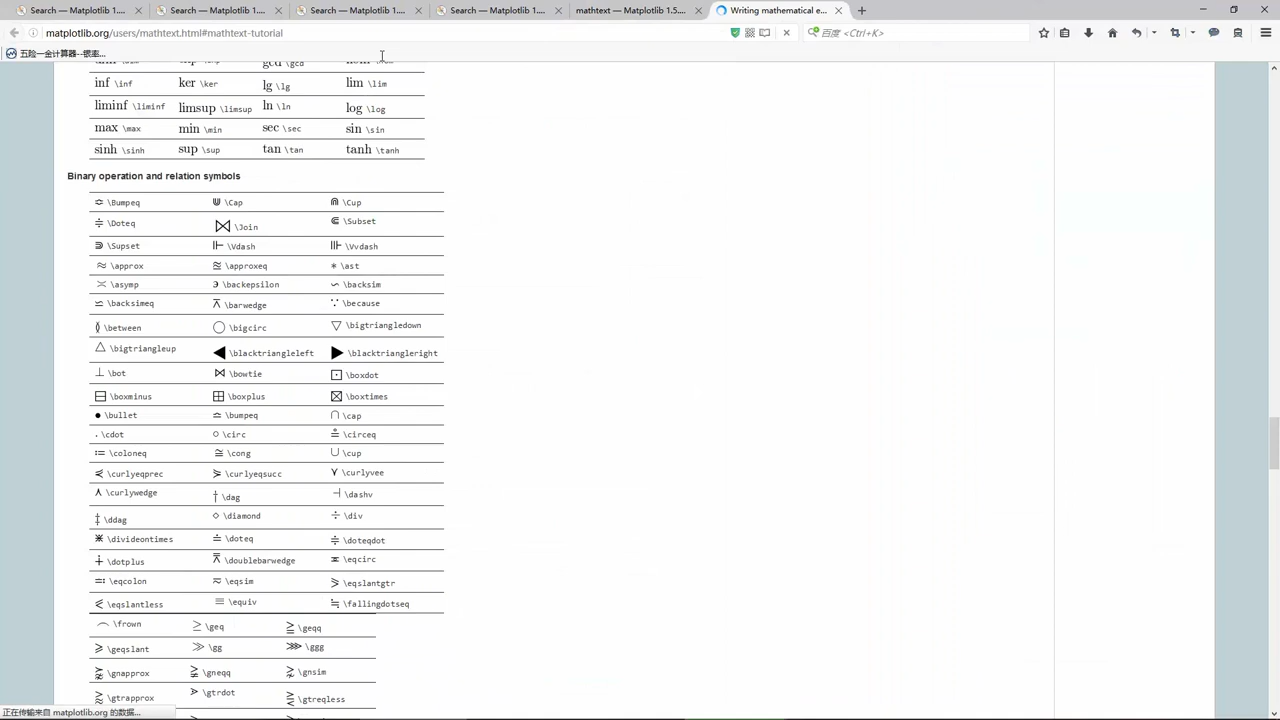 Search — Matplotlib 1.... Search — Matplotlib 1.... Search — Matplotlib 1.... Search — Matplotlib 1.... mathtext — Matplotlib 1.5.... Writing mathematical e...
matplotlib.org/users/mathtext.html#mathtext-tutorial
百度 <Ctrl+K>
五险一金计算器--银率...
gcd \gcd
inf \inf ker \ker lg \lg lim \lim
liminf \liminf limsup \limsup ln \ln log \log
max \max min \min sec \sec sin \sin
sinh \sinh sup \sup tan \tan tanh \tanh
Binary operation and relation symbols
≎ \Bumpeq ⋓ \Cap ⋒ \Cup
≑ \Doteq ⋈ \Join ⋐ \Subset
⋑ \Supset ⊩ \Vdash ⊪ \Vvdash
≈ \approx ≊ \approxeq ∗ \ast
≍ \asymp ϶ \backepsilon ∽ \backsim
⋍ \backsimeq ⊼ \barwedge ∵ \because
≬ \between ◯ \bigcirc ▽ \bigtriangledown
△ \bigtriangleup ◀ \blacktriangleleft ▶ \blacktriangleright
⊥ \bot ⋈ \bowtie ⊡ \boxdot
⊟ \boxminus ⊞ \boxplus ⊠ \boxtimes
● \bullet ≏ \bumpeq ∩ \cap
. \cdot ○ \circ ≗ \circeq
≔ \coloneq ≅ \cong ∪ \cup
⋞ \curlyeqprec ⋟ \curlyeqsucc ⋎ \curlyvee
⋏ \curlywedge † \dag ⊣ \dashv
‡ \ddag ⋄ \diamond ÷ \div
⋇ \divideontimes ≐ \doteq ≑ \doteqdot
∔ \dotplus ⌆ \doublebarwedge ≖ \eqcirc
≕ \eqcolon ≂ \eqsim ⪖ \eqslantgtr
⪕ \eqslantless ≡ \equiv ≒ \fallingdotseq
⌢ \frown ≥ \geq ≧ \geqq
⩾ \geqslant ≫ \gg ⋙ \ggg
⪊ \gnapprox ≩ \gneqq ⋧ \gnsim
⪆ \gtrapprox ⋗ \gtrdot ⋛ \gtreqless
正在传输来自 matplotlib.org 的数据...